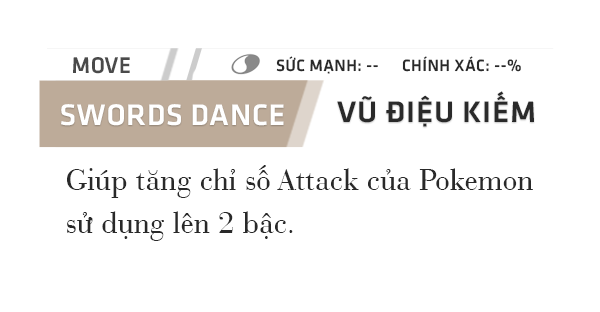 MOVE SỨC MẠNH: -- CHÍNH XÁC: --%
SWORDS DANCE VŨ ĐIỆU KIẾM
Giúp tăng chỉ số Attack của Pokemon
sử dụng lên 2 bậc.